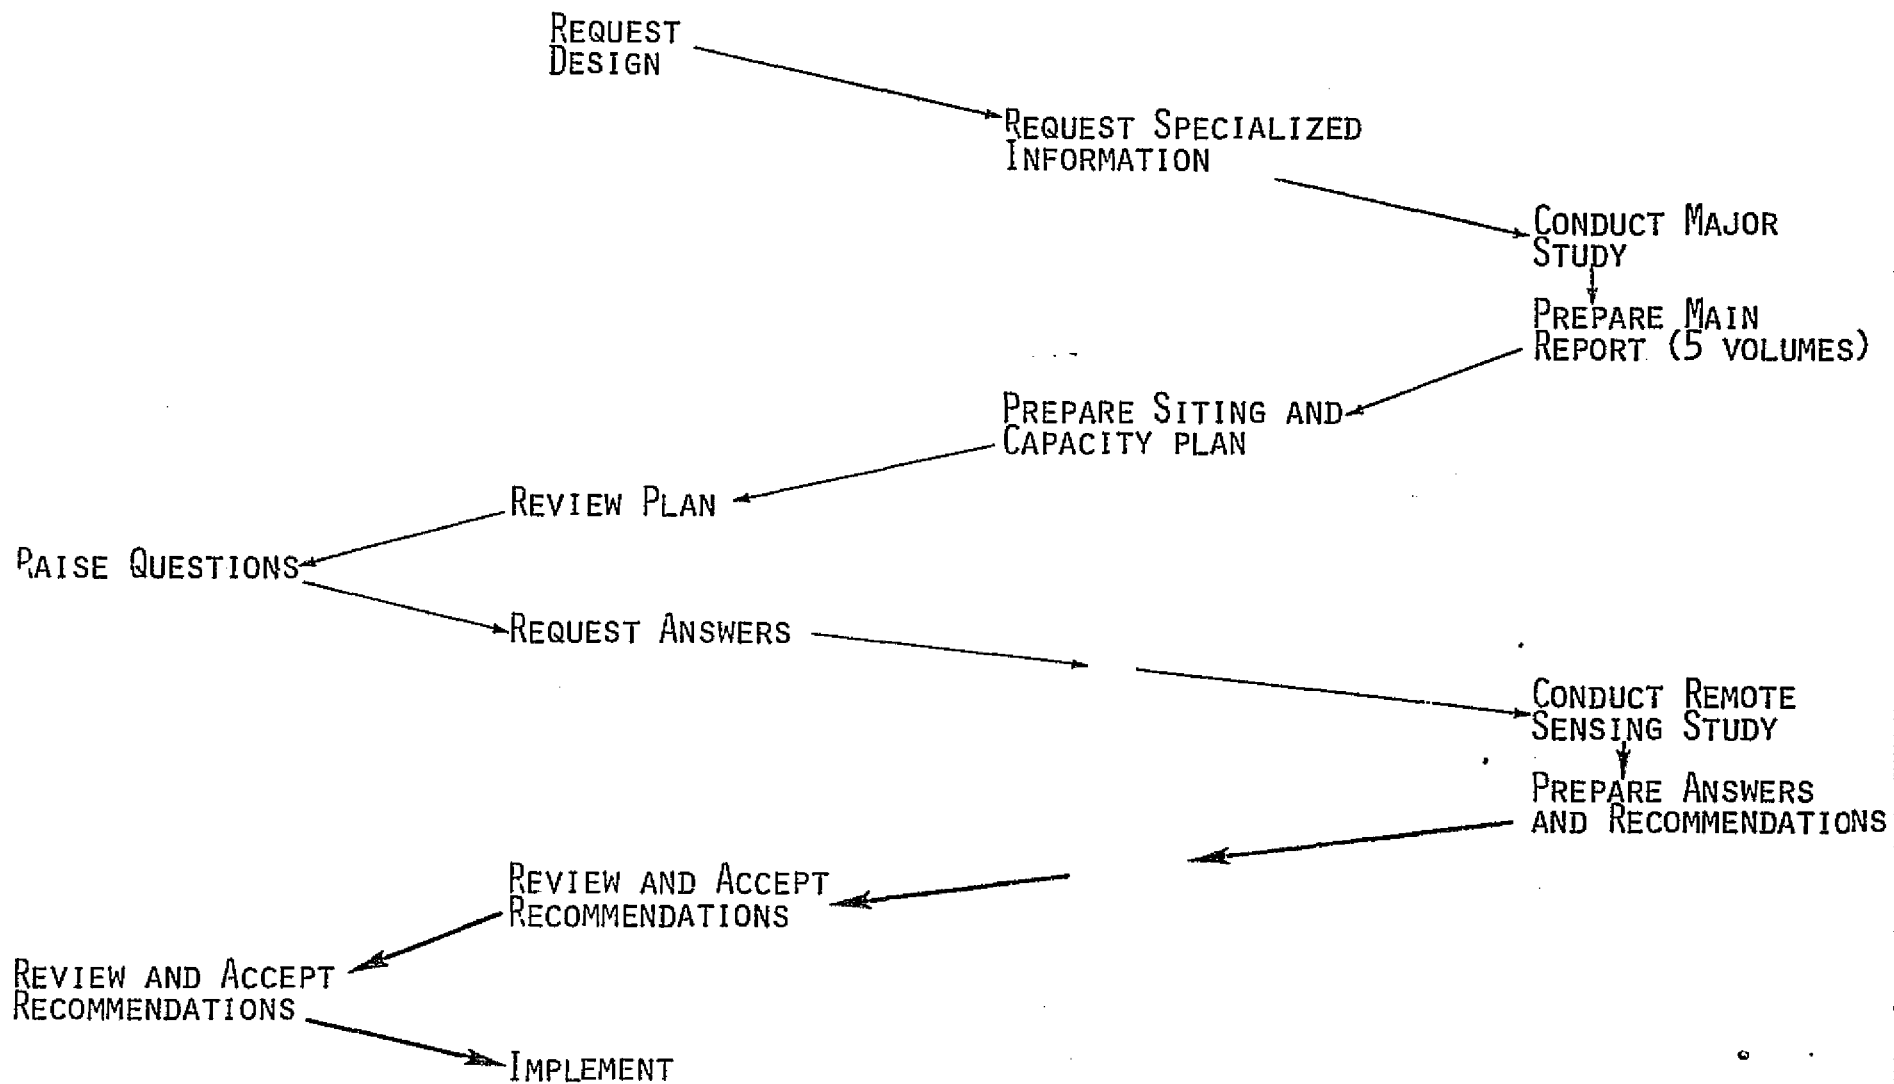 REQUEST
DESIGN
REQUEST SPECIALIZED
INFORMATION
CONDUCT MAJOR
STUDY
PREPARE MAIN
REPORT (5 VOLUMES)
PREPARE SITING AND
CAPACITY PLAN
REVIEW PLAN
RAISE QUESTIONS
REQUEST ANSWERS
CONDUCT REMOTE
SENSING STUDY
PREPARE ANSWERS
AND RECOMMENDATIONS
REVIEW AND ACCEPT
RECOMMENDATIONS
REVIEW AND ACCEPT
RECOMMENDATIONS
IMPLEMENT